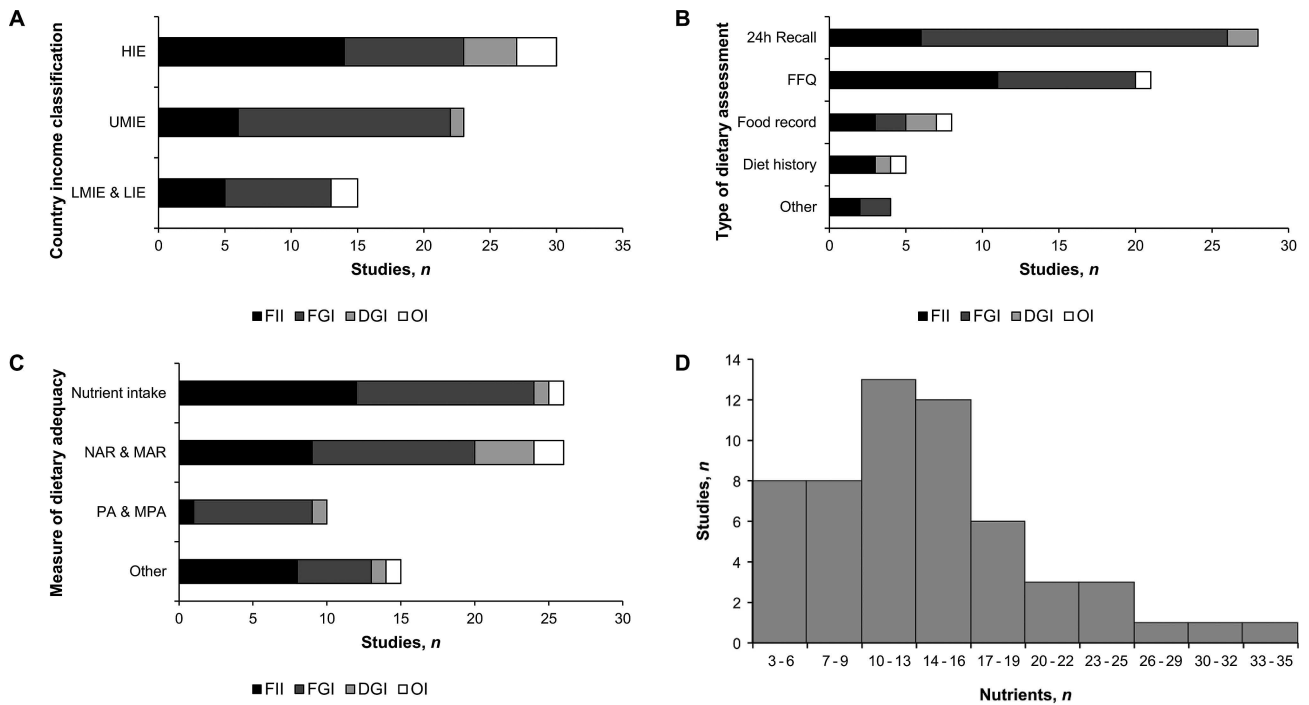 A
Country income classification
HIE
UMIE
LMIE & LIE
0 5 10 15 20 25 30 35
Studies, n
FII FGI DGI OI
B
Type of dietary assessment
24h Recall
FFQ
Food record
Diet history
Other
0 5 10 15 20 25 30
Studies, n
FII FGI DGI OI
C
Measure of dietary adequacy
Nutrient intake
NAR & MAR
PA & MPA
Other
0 5 10 15 20 25 30
Studies, n
FII FGI DGI OI
D
Studies, n
14
12
10
8
6
4
2
0
3 - 6 7 - 9 10 - 13 14 - 16 17 - 19 20 - 22 23 - 25 26 - 29 30 - 32 33 - 35
Nutrients, n